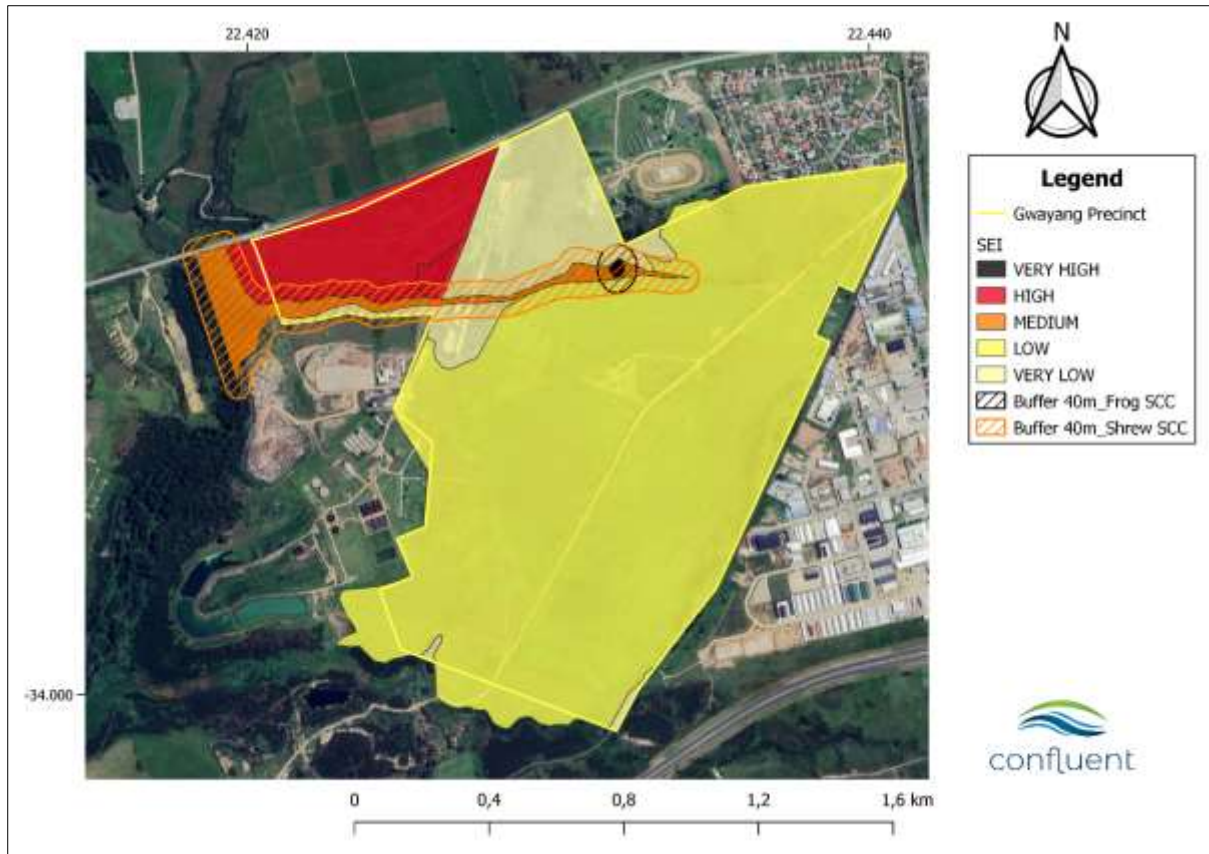 22.420
22.440
N
Legend
Gwayang Precinct
SEI
VERY HIGH
HIGH
MEDIUM
LOW
VERY LOW
Buffer 40m_Frog SCC
Buffer 40m_Shrew SCC
-34.000
confluent
0 0,4 0,8 1,2 1,6 km